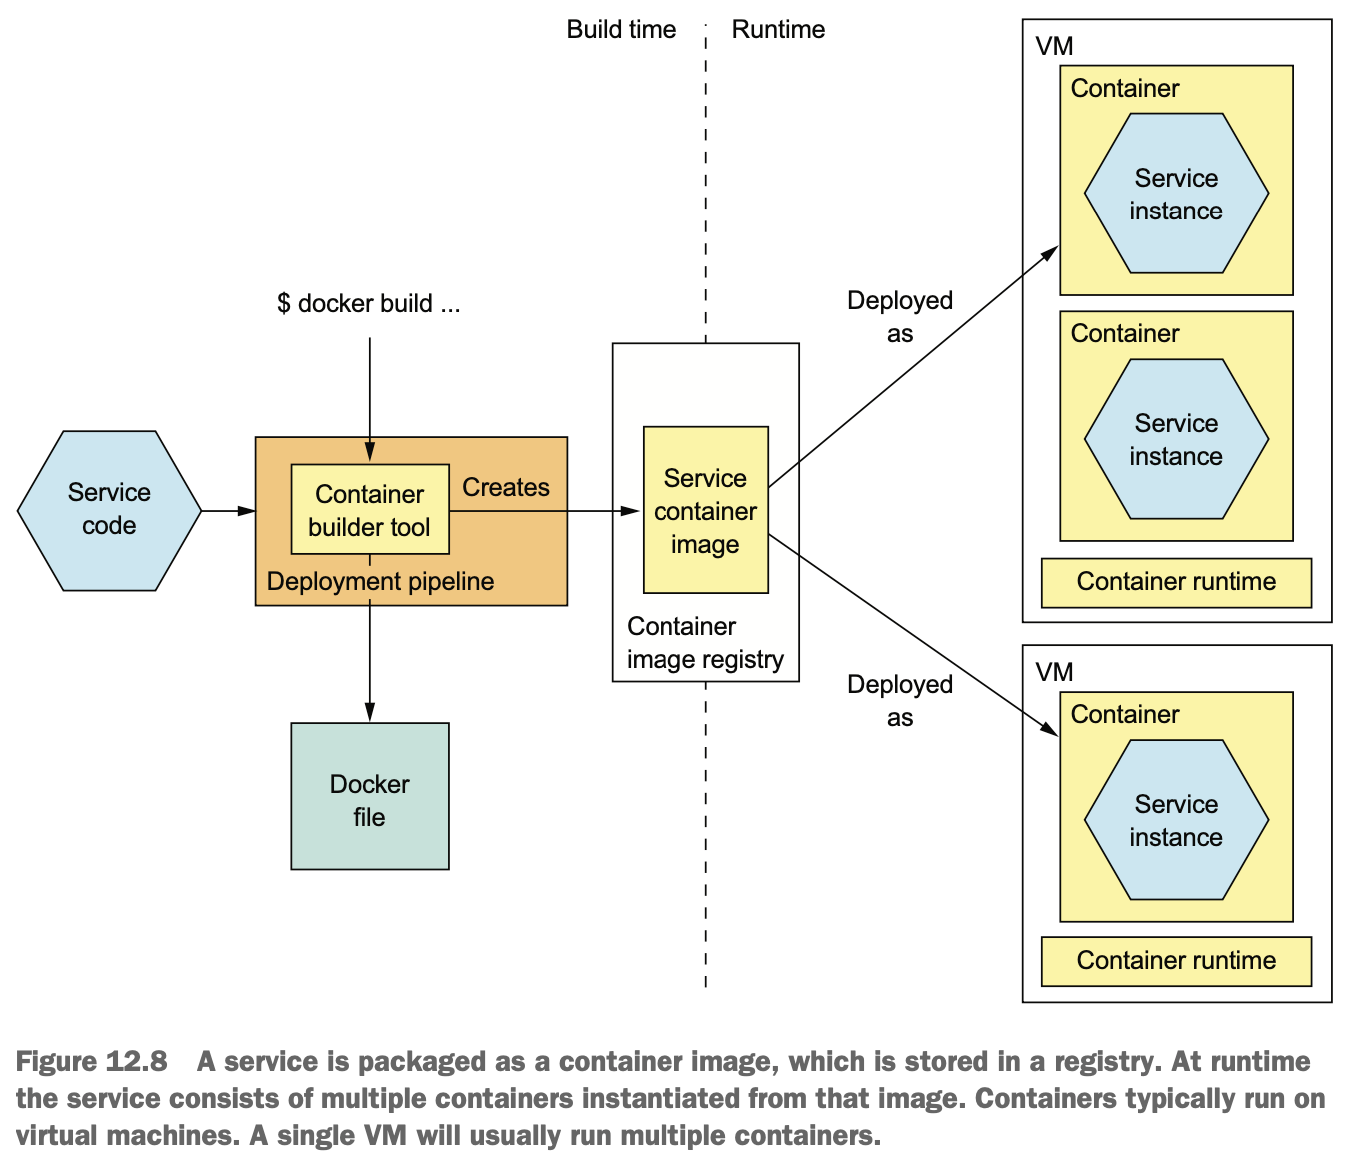 Build time
Runtime
VM
Container
Service
instance
Container
Service
instance
Container runtime
$ docker build ...
Service
code
Container
builder tool
Creates
Deployment pipeline
Docker
file
Service
container
image
Container
image registry
Deployed
as
Deployed
as
VM
Container
Service
instance
Container runtime
Figure 12.8 A service is packaged as a container image, which is stored in a registry. At runtime
the service consists of multiple containers instantiated from that image. Containers typically run on
virtual machines. A single VM will usually run multiple containers.